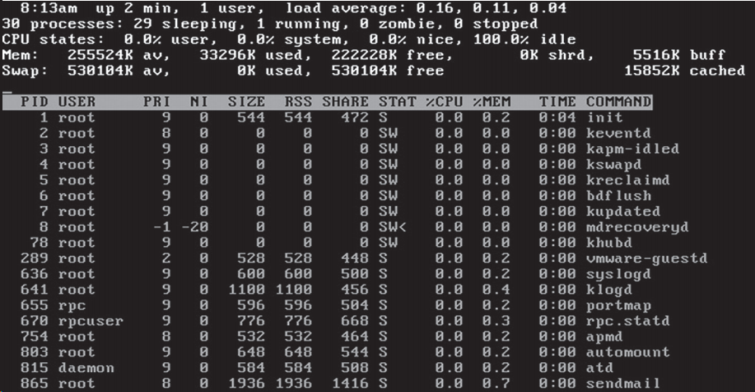 8:13am  up 2 min,  1 user,  load average: 0.16, 0.11, 0.04
30 processes: 29 sleeping, 1 running, 0 zombie, 0 stopped
CPU states:  0.0% user,  0.0% system,  0.0% nice, 100.0% idle
Mem:   255524K av,   33296K used,  222228K free,       0K shrd,    5516K buff
Swap:  530104K av,       0K used,  530104K free                   15852K cached
PID USER     PRI  NI  SIZE  RSS SHARE STAT %CPU %MEM   TIME COMMAND
1 root       9   0   544  544   472 S     0.0  0.2   0:04 init
2 root       8   0     0    0     0 SW    0.0  0.0   0:00 keventd
3 root       9   0     0    0     0 SW    0.0  0.0   0:00 kapm-idled
4 root       9   0     0    0     0 SW    0.0  0.0   0:00 kswapd
5 root       9   0     0    0     0 SW    0.0  0.0   0:00 kreclaimd
6 root       9   0     0    0     0 SW    0.0  0.0   0:00 bdflush
7 root       9   0     0    0     0 SW    0.0  0.0   0:00 kupdated
8 root      -1 -20     0    0     0 SW<   0.0  0.0   0:00 mdrecoveryd
78 root       9   0     0    0     0 SW    0.0  0.0   0:00 khubd
289 root       2   0   528  528   448 S     0.0  0.2   0:00 vmware-guestd
636 root       9   0   600  600   500 S     0.0  0.2   0:00 syslogd
641 root       9   0  1100 1100   456 S     0.0  0.4   0:00 klogd
655 rpc        9   0   596  596   504 S     0.0  0.2   0:00 portmap
670 rpcuser    9   0   776  776   668 S     0.0  0.3   0:00 rpc.statd
754 root       8   0   532  532   464 S     0.0  0.2   0:00 apmd
803 root       9   0   648  648   544 S     0.0  0.2   0:00 automount
815 daemon     9   0   584  584   508 S     0.0  0.2   0:00 atd
865 root       8   0  1936 1936  1416 S     0.0  0.7   0:00 sendmail